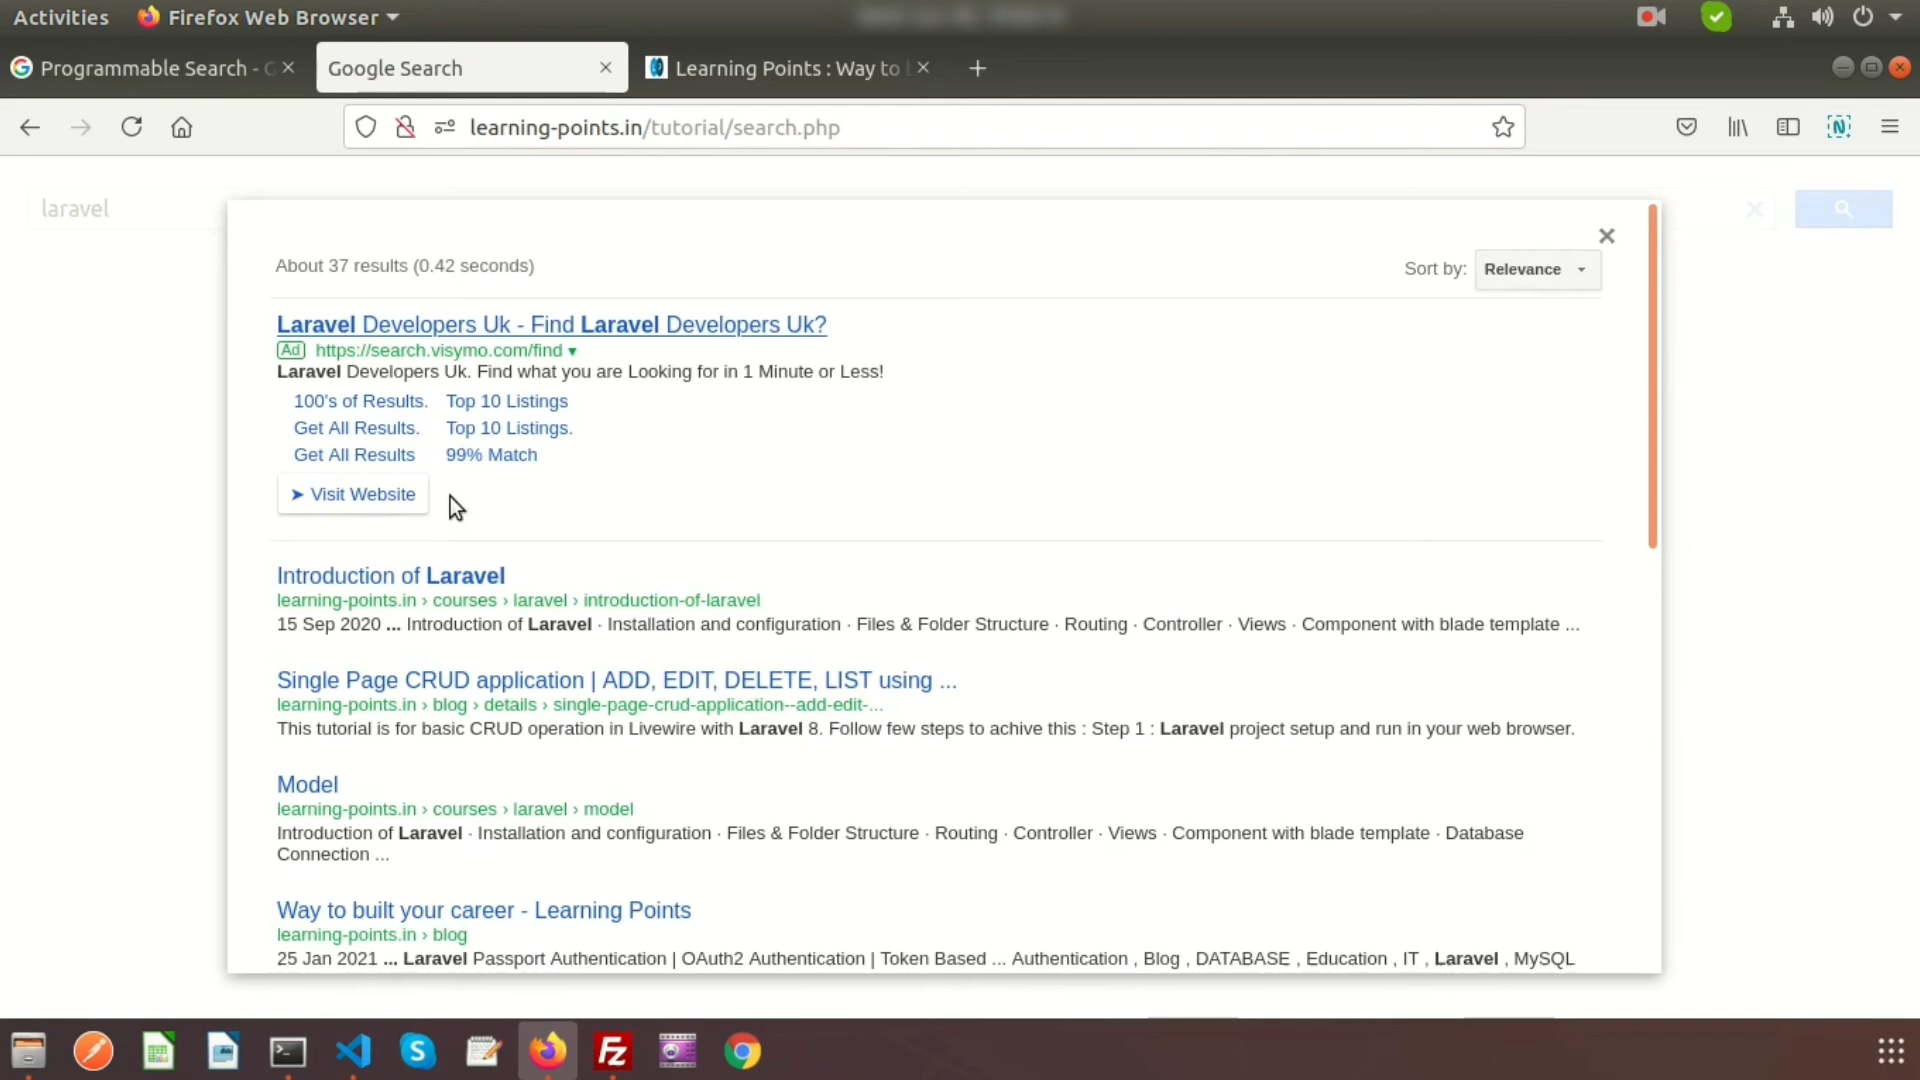 Activities Firefox Web Browser
Programmable Search - G
Google Search
Learning Points : Way to
learning-points.in/tutorial/search.php
laravel
About 37 results (0.42 seconds)
Sort by: Relevance
Laravel Developers Uk - Find Laravel Developers Uk?
Ad https://search.visymo.com/find
Laravel Developers Uk. Find what you are Looking for in 1 Minute or Less!
100's of Results. Top 10 Listings
Get All Results. Top 10 Listings.
Get All Results 99% Match
Visit Website
Introduction of Laravel
learning-points.in › courses › laravel › introduction-of-laravel
15 Sep 2020 ... Introduction of Laravel · Installation and configuration · Files & Folder Structure · Routing · Controller · Views · Component with blade template ...
Single Page CRUD application | ADD, EDIT, DELETE, LIST using ...
learning-points.in › blog › details › single-page-crud-application--add-edit-...
This tutorial is for basic CRUD operation in Livewire with Laravel 8. Follow few steps to achive this : Step 1 : Laravel project setup and run in your web browser.
Model
learning-points.in › courses › laravel › model
Introduction of Laravel · Installation and configuration · Files & Folder Structure · Routing · Controller · Views · Component with blade template · Database
Connection ...
Way to built your career - Learning Points
learning-points.in › blog
25 Jan 2021 ... Laravel Passport Authentication | OAuth2 Authentication | Token Based ... Authentication , Blog , DATABASE , Education , IT , Laravel , MySQL